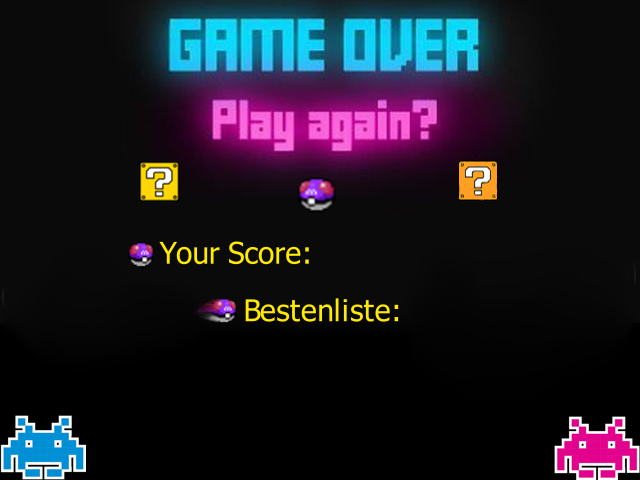 GAME OVER
Play again?
? ?
Your Score:
Bestenliste: